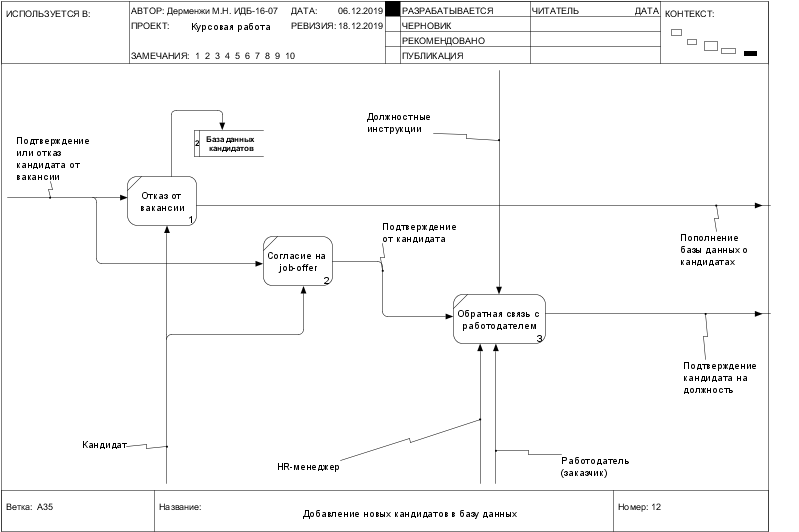 ИСПОЛЬЗУЕТСЯ В:
АВТОР: Дерменжи М.Н. ИДБ-16-07
ДАТА: 06.12.2019
ПРОЕКТ: Курсовая работа
РЕВИЗИЯ: 18.12.2019
ЗАМЕЧАНИЯ: 1 2 3 4 5 6 7 8 9 10
РАЗРАБАТЫВАЕТСЯ
ЧЕРНОВИК
РЕКОМЕНДОВАНО
ПУБЛИКАЦИЯ
ЧИТАТЕЛЬ
ДАТА
КОНТЕКСТ:
Подтверждение
или отказ
кандидата от
вакансии
2
База данных
кандидатов
Должностные
инструкции
Отказ от
вакансии
1
Пополнение
базы данных о
кандидатах
Согласие на
job-offer
2
Подтверждение
от кандидата
Обратная связь с
работодателем
3
Подтверждение
кандидата на
должность
Кандидат
HR-менеджер
Работодатель
(заказчик)
Ветка: A35
Название:
Добавление новых кандидатов в базу данных
Номер: 12